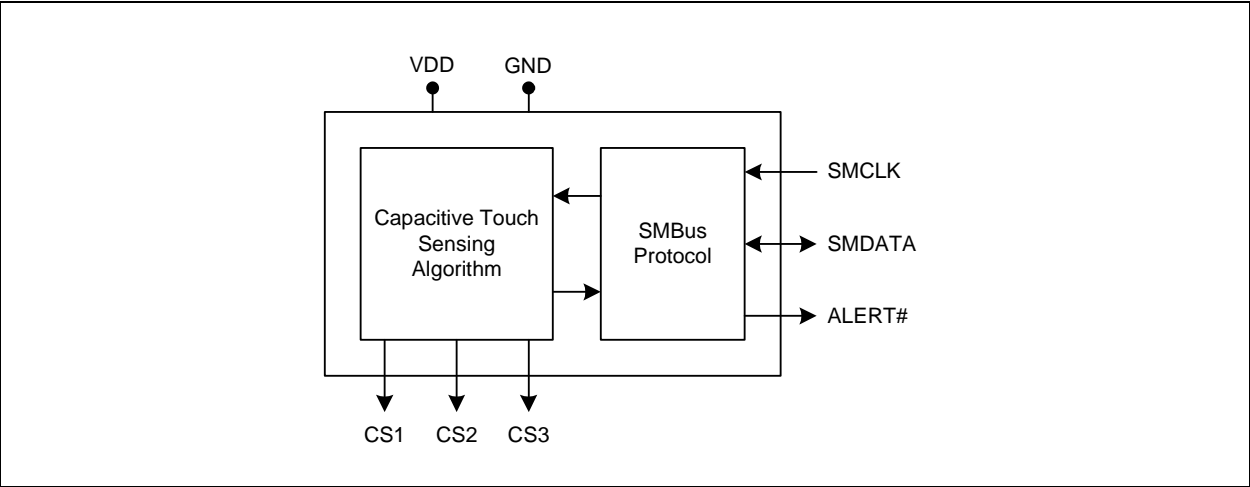 VDD GND
SMCLK
Capacitive Touch
Sensing
Algorithm
SMBus
Protocol
SMDATA
ALERT#
CS1 CS2 CS3